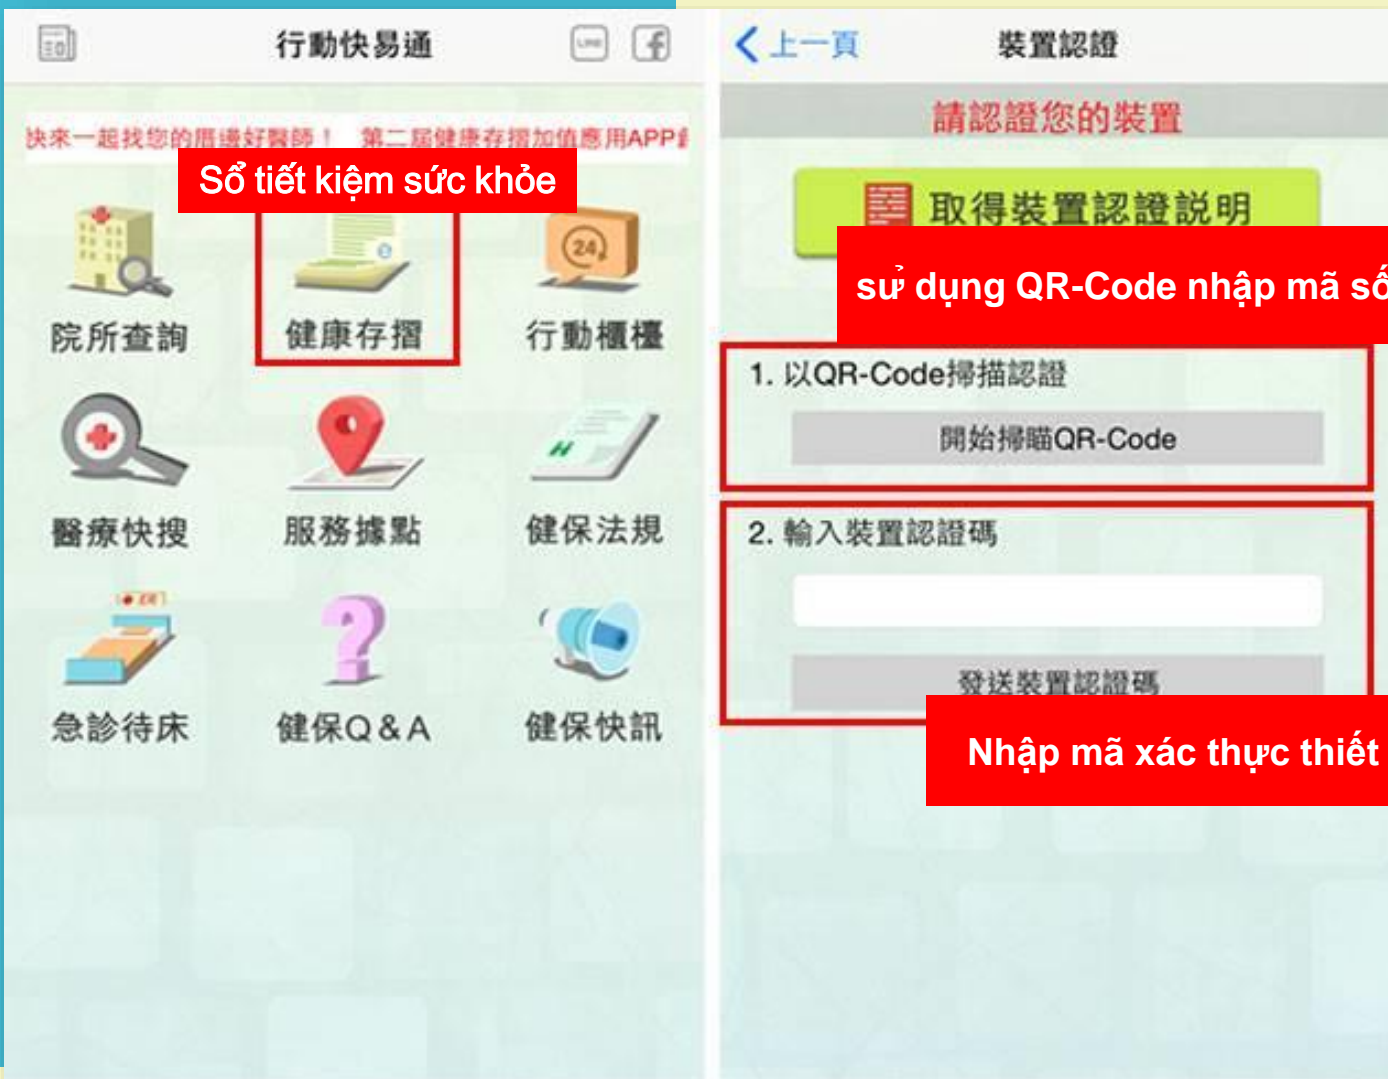 行動快易通
LINE
快來一起找您的厝邊好醫師！ 第二屆健康存摺加值應用APP
Sổ tiết kiệm sức khỏe
24
院所查詢
健康存摺
行動櫃檯
醫療快搜
服務據點
健保法規
急診待床
健保Q&A
健保快訊
上一頁
裝置認證
請認證您的裝置
取得裝置認證説明
sử dụng QR-Code nhập mã số
1. 以QR-Code掃描認證
開始掃瞄QR-Code
2. 輸入裝置認證碼
發送裝置認證碼
Nhập mã xác thực thiết